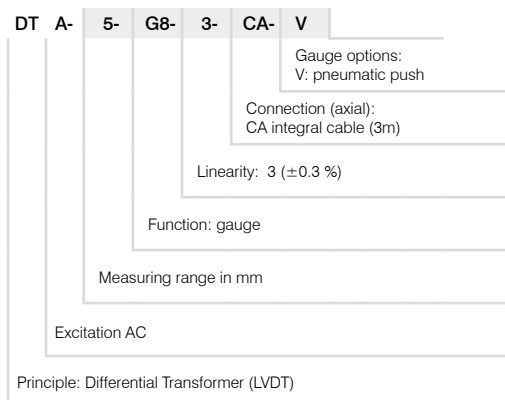 DT A- 5- G8- 3- CA- V
Gauge options:
V: pneumatic push
Connection (axial):
CA integral cable (3m)
Linearity: 3 (±0.3 %)
Function: gauge
Measuring range in mm
Excitation AC
Principle: Differential Transformer (LVDT)